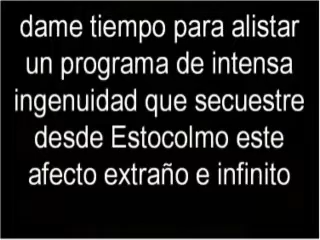 dame tiempo para alistar
un programa de intensa
ingenuidad que secuestre
desde Estocolmo este
afecto extraño e infinito